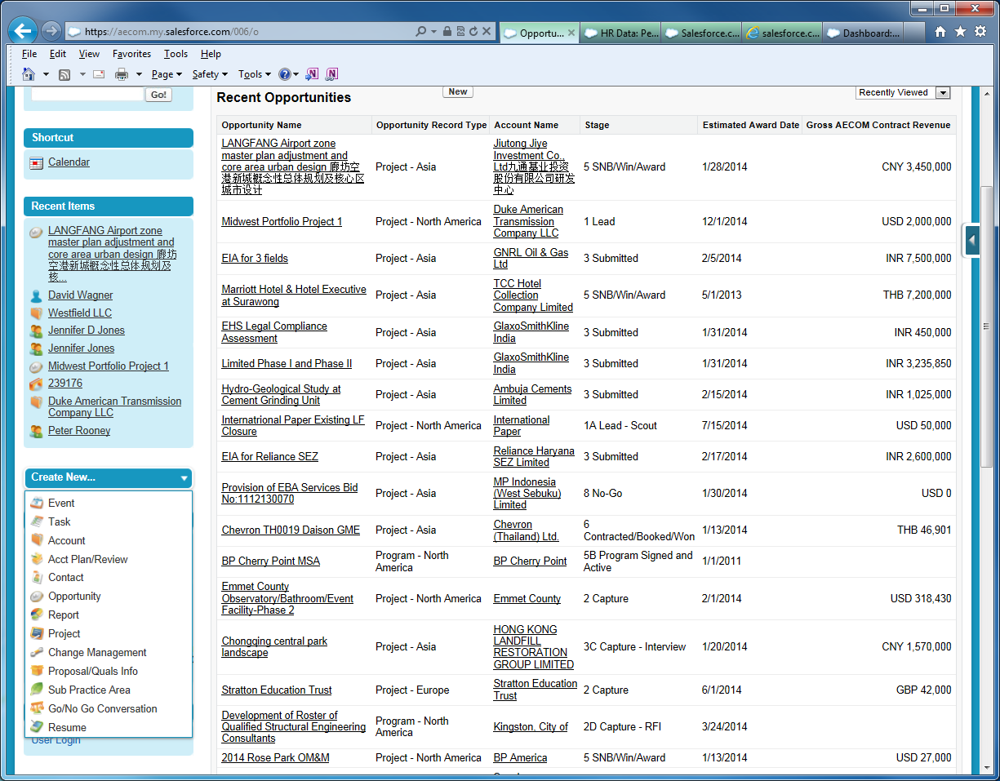 https://aecom.my.salesforce.com/006/o
Opportu...
HR Data: Pe...
Salesforce.c...
salesforce.c...
Dashboard:...
File Edit View Favorites Tools Help
Page Safety Tools
Go!
Shortcut
Calendar
Recent Items
LANGFANG Airport zone
master plan adjustment and
core area urban design 廊坊
空港新城概念性总体规划及
核...
David Wagner
Westfield LLC
Jennifer D Jones
Jennifer Jones
Midwest Portfolio Project 1
239176
Duke American Transmission
Company LLC
Peter Rooney
Create New...
Event
Task
Account
Acct Plan/Review
Contact
Opportunity
Report
Project
Change Management
Proposal/Quals Info
Sub Practice Area
Go/No Go Conversation
Resume
User Login
Recent Opportunities
New
Recently Viewed
Opportunity Name Opportunity Record Type Account Name Stage Estimated Award Date Gross AECOM Contract Revenue
LANGFANG Airport zone
master plan adjustment and
core area urban design 廊坊空
港新城概念性总体规划及核心区
城市设计
Project - Asia
Jiutong Jiye
Investment Co.,
Ltd九通基业投资
股份有限公司研发
中心
5 SNB/Win/Award
1/28/2014
CNY 3,450,000
Midwest Portfolio Project 1
Project - North America
Duke American
Transmission
Company LLC
1 Lead
12/1/2014
USD 2,000,000
EIA for 3 fields
Project - Asia
GNRL Oil & Gas
Ltd
3 Submitted
2/5/2014
INR 7,500,000
Marriott Hotel & Hotel Executive
at Surawong
Project - Asia
TCC Hotel
Collection
Company Limited
5 SNB/Win/Award
5/1/2013
THB 7,200,000
EHS Legal Compliance
Assessment
Project - Asia
GlaxoSmithKline
India
3 Submitted
1/31/2014
INR 450,000
Limited Phase I and Phase II
Project - Asia
GlaxoSmithKline
India
3 Submitted
1/31/2014
INR 3,235,850
Hydro-Geological Study at
Cement Grinding Unit
Project - Asia
Ambuja Cements
Limited
3 Submitted
2/15/2014
INR 1,025,000
Internatrional Paper Existing LF
Closure
Project - North America
International
Paper
1A Lead - Scout
7/15/2014
USD 50,000
EIA for Reliance SEZ
Project - Asia
Reliance Haryana
SEZ Limited
3 Submitted
2/17/2014
INR 2,600,000
Provision of EBA Services Bid
No:1112130070
Project - Asia
MP Indonesia
(West Sebuku)
Limited
8 No-Go
1/30/2014
USD 0
Chevron TH0019 Daison GME
Project - Asia
Chevron
(Thailand) Ltd.
6
Contracted/Booked/Won
1/13/2014
THB 46,901
BP Cherry Point MSA
Program - North
America
BP Cherry Point
5B Program Signed and
Active
1/1/2011
Emmet County
Observatory/Bathroom/Event
Facility-Phase 2
Project - North America
Emmet County
2 Capture
2/1/2014
USD 318,430
Chongqing central park
landscape
Project - Asia
HONG KONG
LANDFILL
RESTORATION
GROUP LIMITED
3C Capture - Interview
1/20/2014
CNY 1,570,000
Stratton Education Trust
Project - Europe
Stratton Education
Trust
2 Capture
6/1/2014
GBP 42,000
Development of Roster of
Qualified Structural Engineering
Consultants
Program - North
America
Kingston, City of
2D Capture - RFI
3/24/2014
2014 Rose Park OM&M
Project - North America
BP America
5 SNB/Win/Award
1/13/2014
USD 27,000